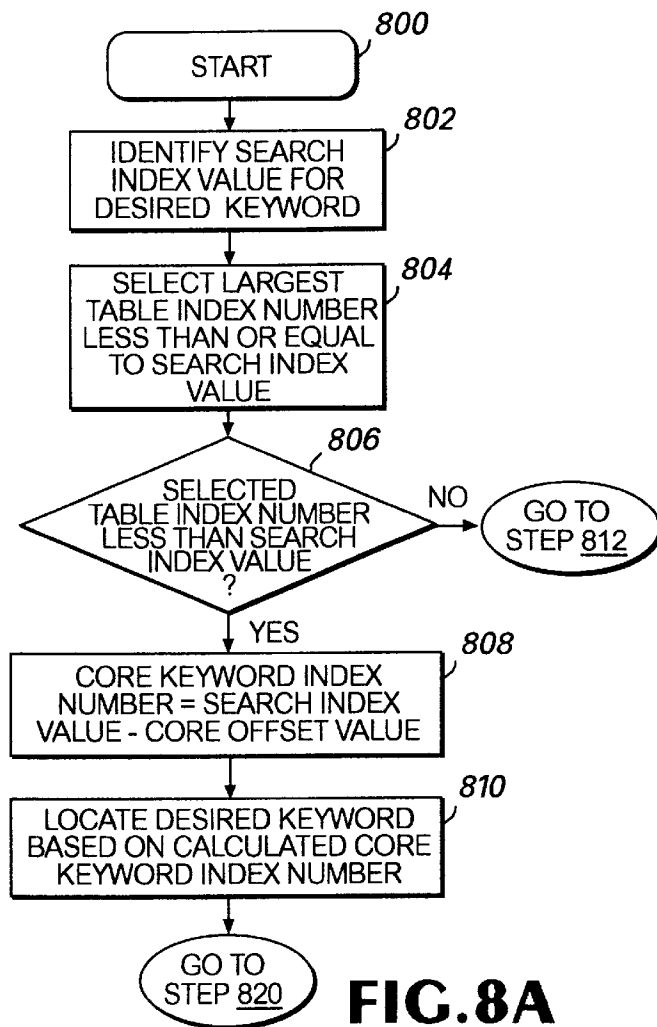 800
START
802
IDENTIFY SEARCH
INDEX VALUE FOR
DESIRED KEYWORD
804
SELECT LARGEST
TABLE INDEX NUMBER
LESS THAN OR EQUAL
TO SEARCH INDEX
VALUE
806
SELECTED
TABLE INDEX NUMBER
LESS THAN SEARCH
INDEX VALUE
?
NO
GO TO
STEP 812
YES
808
CORE KEYWORD INDEX
NUMBER = SEARCH INDEX
VALUE - CORE OFFSET VALUE
810
LOCATE DESIRED KEYWORD
BASED ON CALCULATED CORE
KEYWORD INDEX NUMBER
GO TO
STEP 820
FIG.8A